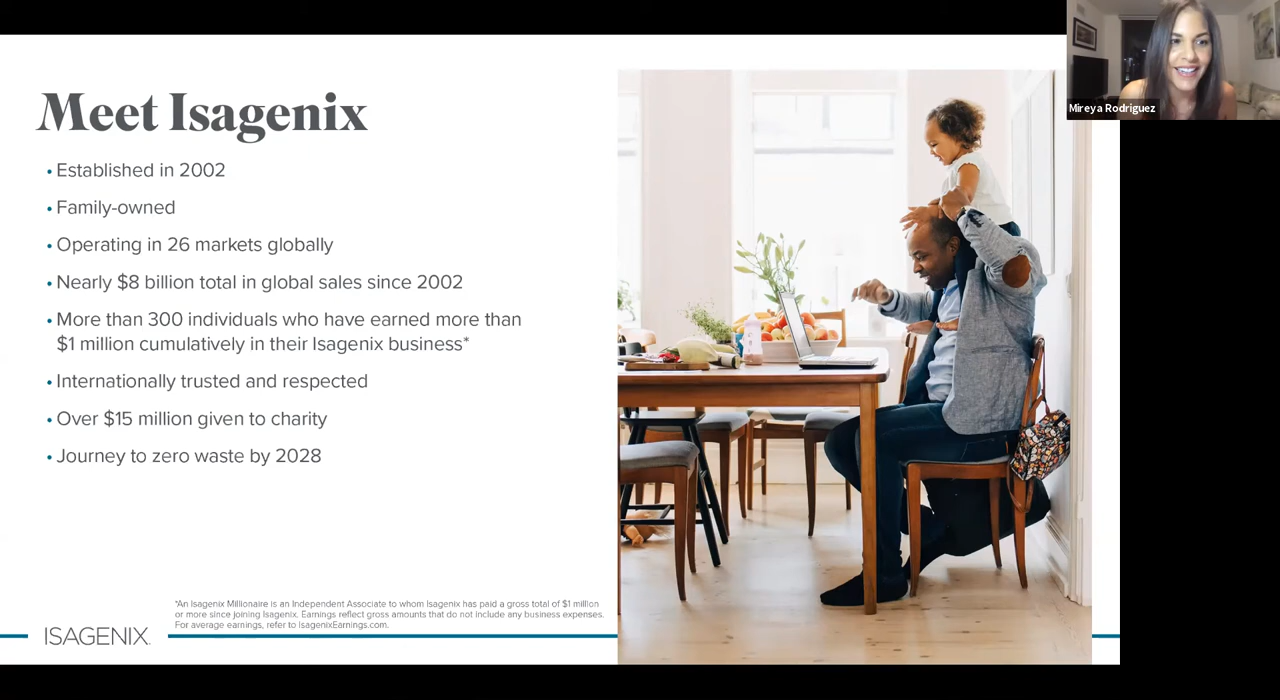 Mireya Rodriguez
Meet Isagenix
• Established in 2002
• Family-owned
• Operating in 26 markets globally
• Nearly $8 billion total in global sales since 2002
• More than 300 individuals who have earned more than
$1 million cumulatively in their Isagenix business*
• Internationally trusted and respected
• Over $15 million given to charity
• Journey to zero waste by 2028
*An Isagenix Millionaire is an Independent Associate to whom Isagenix has paid a gross total of $1 million
or more since joining Isagenix. Earnings reflect gross amounts that do not include any business expenses.
For average earnings, refer to IsagenixEarnings.com.
ISAGENIX